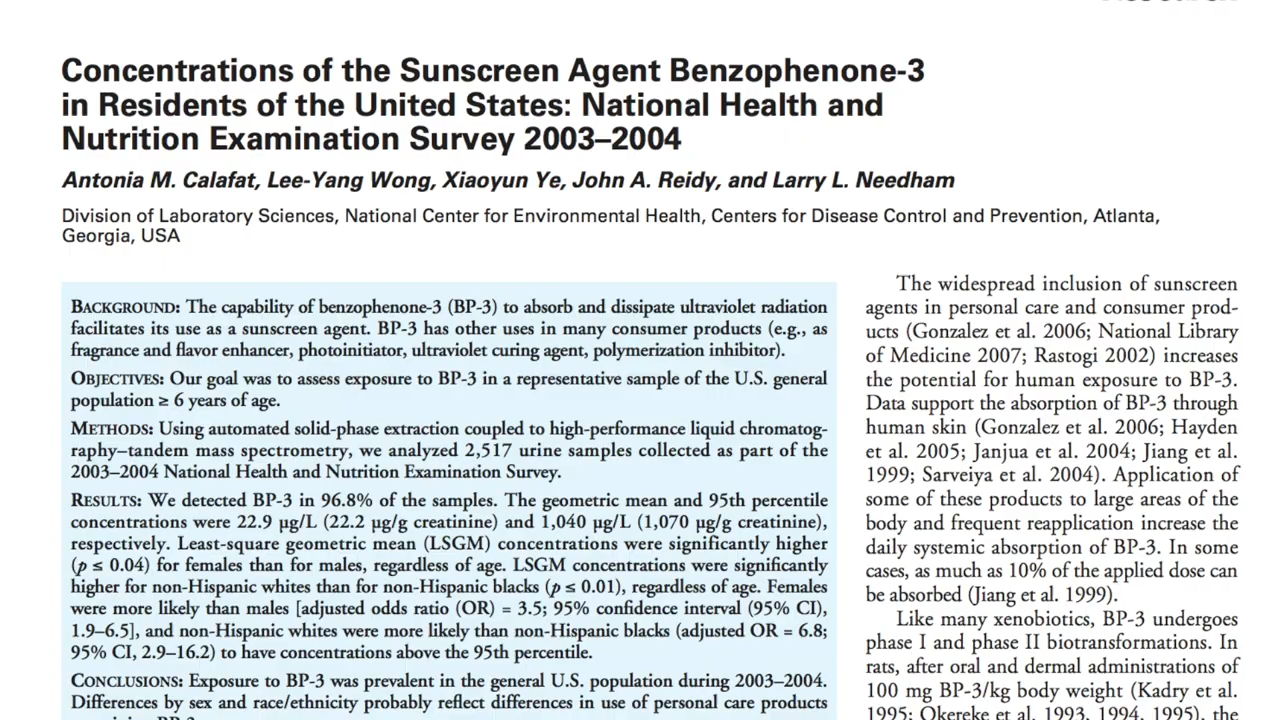 Concentrations of the Sunscreen Agent Benzophenone-3
in Residents of the United States: National Health and
Nutrition Examination Survey 2003–2004
Antonia M. Calafat, Lee-Yang Wong, Xiaoyun Ye, John A. Reidy, and Larry L. Needham
Division of Laboratory Sciences, National Center for Environmental Health, Centers for Disease Control and Prevention, Atlanta,
Georgia, USA
BACKGROUND: The capability of benzophenone-3 (BP-3) to absorb and dissipate ultraviolet radiation
facilitates its use as a sunscreen agent. BP-3 has other uses in many consumer products (e.g., as
fragrance and flavor enhancer, photoinitiator, ultraviolet curing agent, polymerization inhibitor).
OBJECTIVES: Our goal was to assess exposure to BP-3 in a representative sample of the U.S. general
population ≥ 6 years of age.
METHODS: Using automated solid-phase extraction coupled to high-performance liquid chromatog-
raphy–tandem mass spectrometry, we analyzed 2,517 urine samples collected as part of the
2003–2004 National Health and Nutrition Examination Survey.
RESULTS: We detected BP-3 in 96.8% of the samples. The geometric mean and 95th percentile
concentrations were 22.9 μg/L (22.2 μg/g creatinine) and 1,040 μg/L (1,070 μg/g creatinine),
respectively. Least-square geometric mean (LSGM) concentrations were significantly higher
(p ≤ 0.04) for females than for males, regardless of age. LSGM concentrations were significantly
higher for non-Hispanic whites than for non-Hispanic blacks (p ≤ 0.01), regardless of age. Females
were more likely than males [adjusted odds ratio (OR) = 3.5; 95% confidence interval (95% CI),
1.9–6.5], and non-Hispanic whites were more likely than non-Hispanic blacks (adjusted OR = 6.8;
95% CI, 2.9–16.2) to have concentrations above the 95th percentile.
CONCLUSIONS: Exposure to BP-3 was prevalent in the general U.S. population during 2003–2004.
Differences by sex and race/ethnicity probably reflect differences in use of personal care products
The widespread inclusion of sunscreen
agents in personal care and consumer prod-
ucts (Gonzalez et al. 2006; National Library
of Medicine 2007; Rastogi 2002) increases
the potential for human exposure to BP-3.
Data support the absorption of BP-3 through
human skin (Gonzalez et al. 2006; Hayden
et al. 2005; Janjua et al. 2004; Jiang et al.
1999; Sarveiya et al. 2004). Application of
some of these products to large areas of the
body and frequent reapplication increase the
daily systemic absorption of BP-3. In some
cases, as much as 10% of the applied dose can
be absorbed (Jiang et al. 1999).
Like many xenobiotics, BP-3 undergoes
phase I and phase II biotransformations. In
rats, after oral and dermal administrations of
100 mg BP-3/kg body weight (Kadry et al.
1995; Okereke et al. 1993, 1994, 1995), the